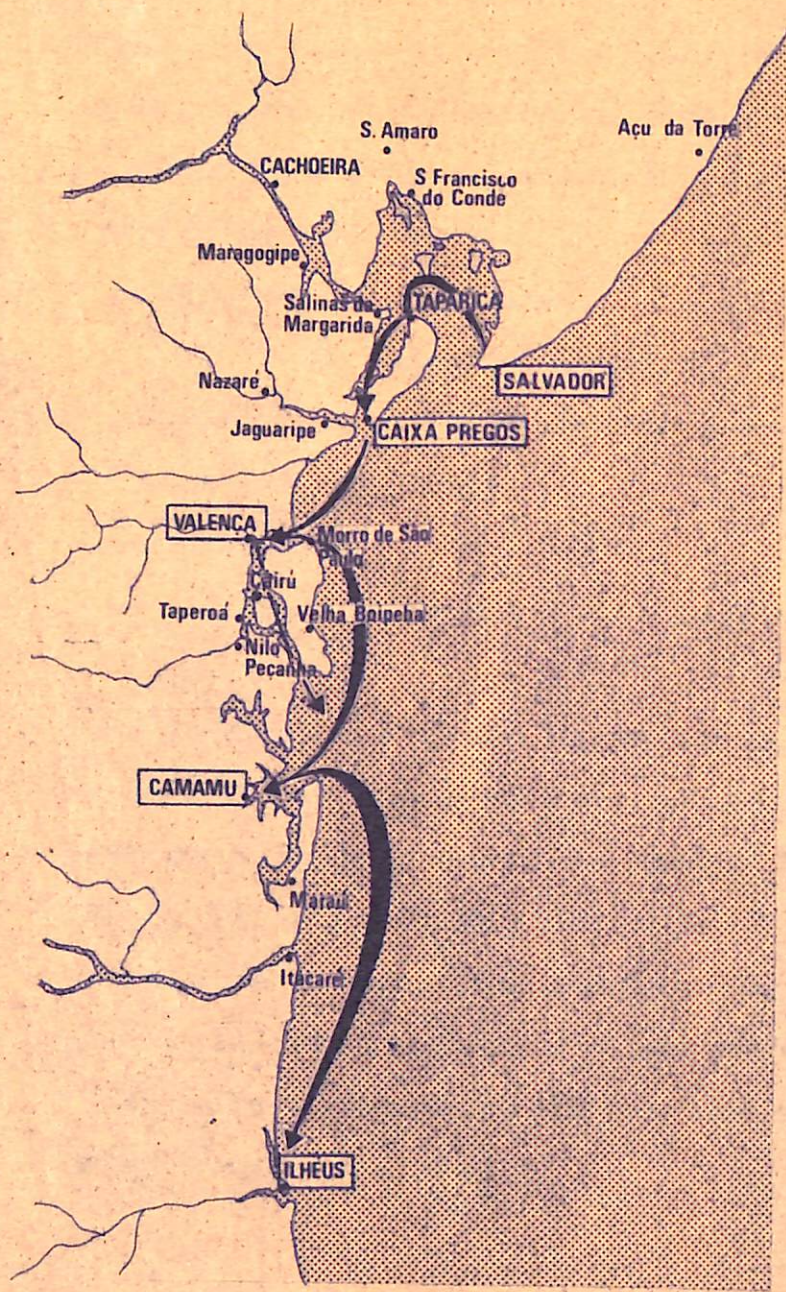 S. Amaro
Açu da Torre
CACHOEIRA
S Francisco
do Conde
Maragogipe
Salinas da
Margarida
ITAPARICA
SALVADOR
Nazaré
Jaguaripe
CAIXA PREGOS
VALENÇA
Morro de São
Paulo
Cairú
Taperoá
Velha Boipeba
Nilo
Peçanha
CAMAMU
Maraú
Itacaré
ILHEUS